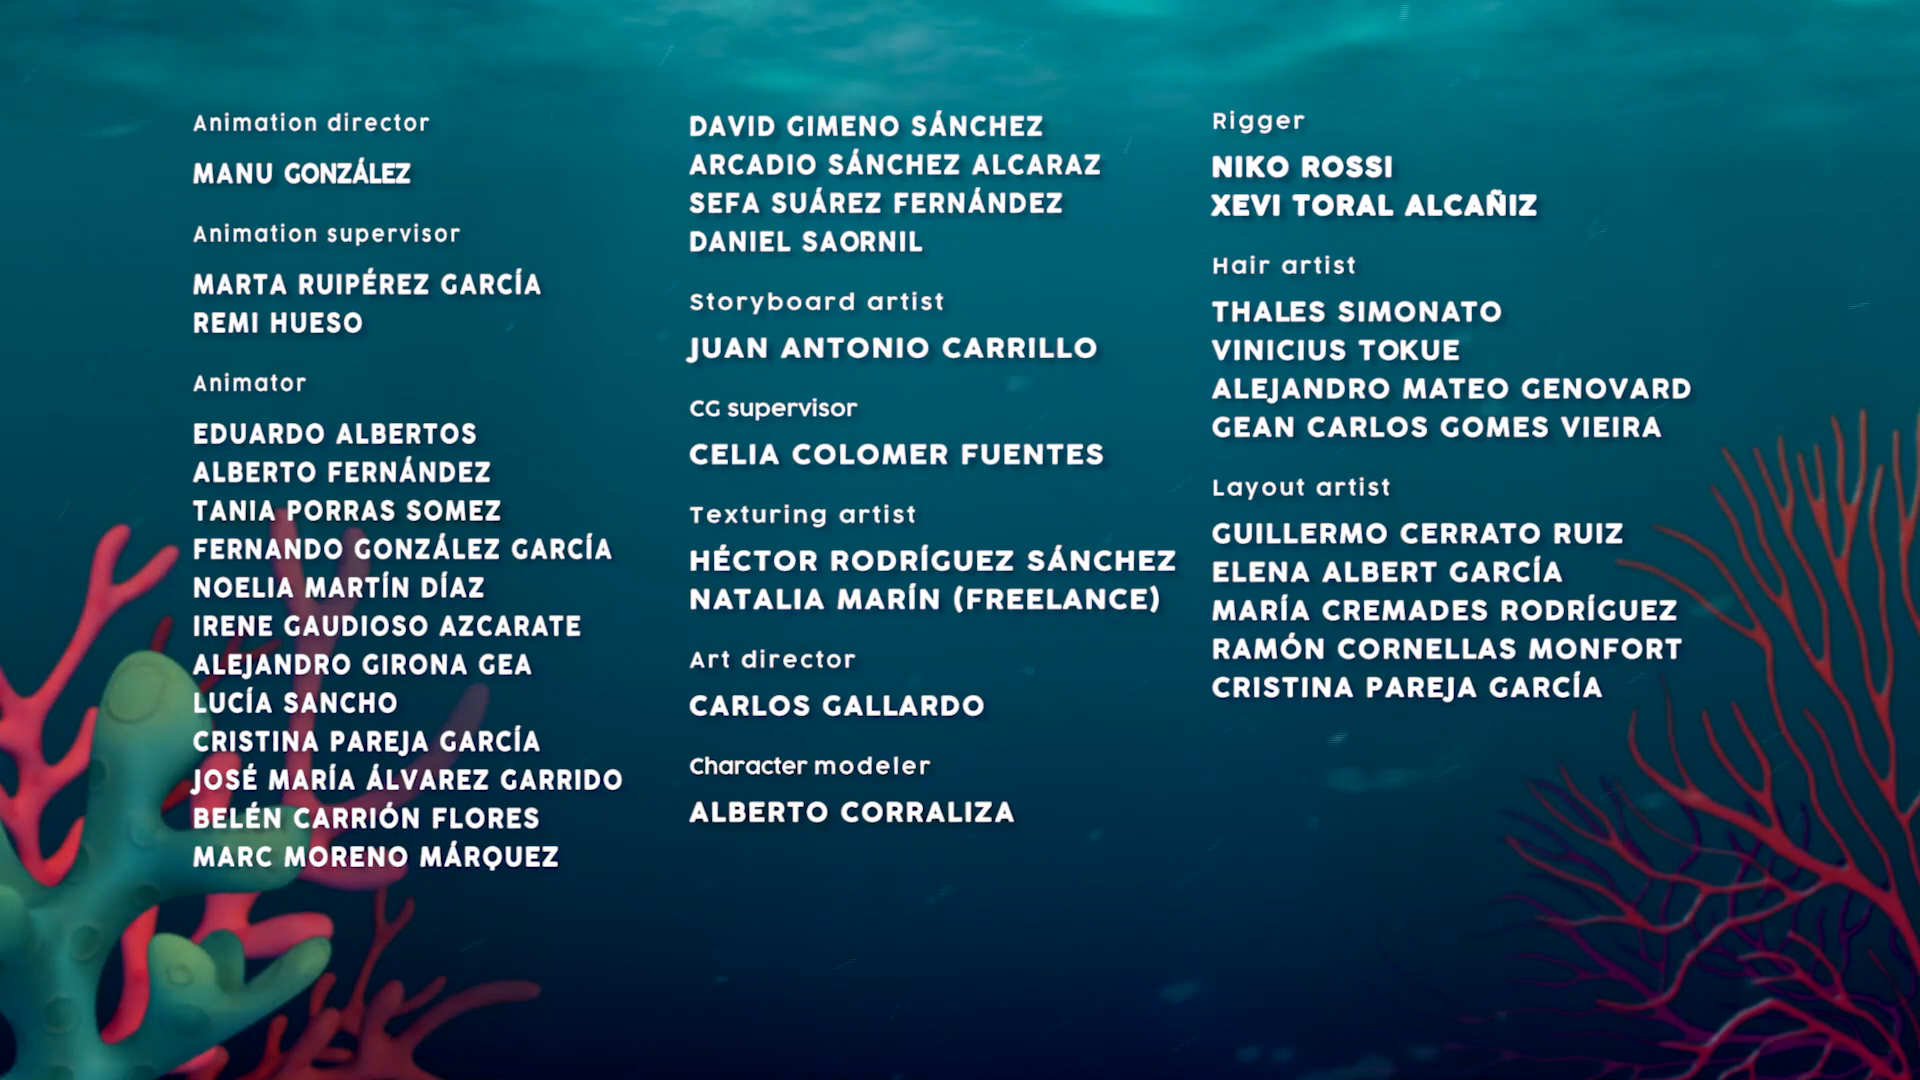 Animation director
MANU GONZÁLEZ
Animation supervisor
MARTA RUIPÉREZ GARCÍA
REMI HUESO
Animator
EDUARDO ALBERTOS
ALBERTO FERNÁNDEZ
TANIA PORRAS SOMEZ
FERNANDO GONZÁLEZ GARCÍA
NOELIA MARTÍN DÍAZ
IRENE GAUDIOSO AZCARATE
ALEJANDRO GIRONA GEA
LUCÍA SANCHO
CRISTINA PAREJA GARCÍA
JOSÉ MARÍA ÁLVAREZ GARRIDO
BELÉN CARRIÓN FLORES
MARC MORENO MÁRQUEZ
DAVID GIMENO SÁNCHEZ
ARCADIO SÁNCHEZ ALCARAZ
SEFA SUÁREZ FERNÁNDEZ
DANIEL SAORNIL
Storyboard artist
JUAN ANTONIO CARRILLO
CG supervisor
CELIA COLOMER FUENTES
Texturing artist
HÉCTOR RODRÍGUEZ SÁNCHEZ
NATALIA MARÍN (FREELANCE)
Art director
CARLOS GALLARDO
Character modeler
ALBERTO CORRALIZA
Rigger
NIKO ROSSI
XEVI TORAL ALCAÑIZ
Hair artist
THALES SIMONATO
VINICIUS TOKUE
ALEJANDRO MATEO GENOVARD
GEAN CARLOS GOMES VIEIRA
Layout artist
GUILLERMO CERRATO RUIZ
ELENA ALBERT GARCÍA
MARÍA CREMADES RODRÍGUEZ
RAMÓN CORNELLAS MONFORT
CRISTINA PAREJA GARCÍA